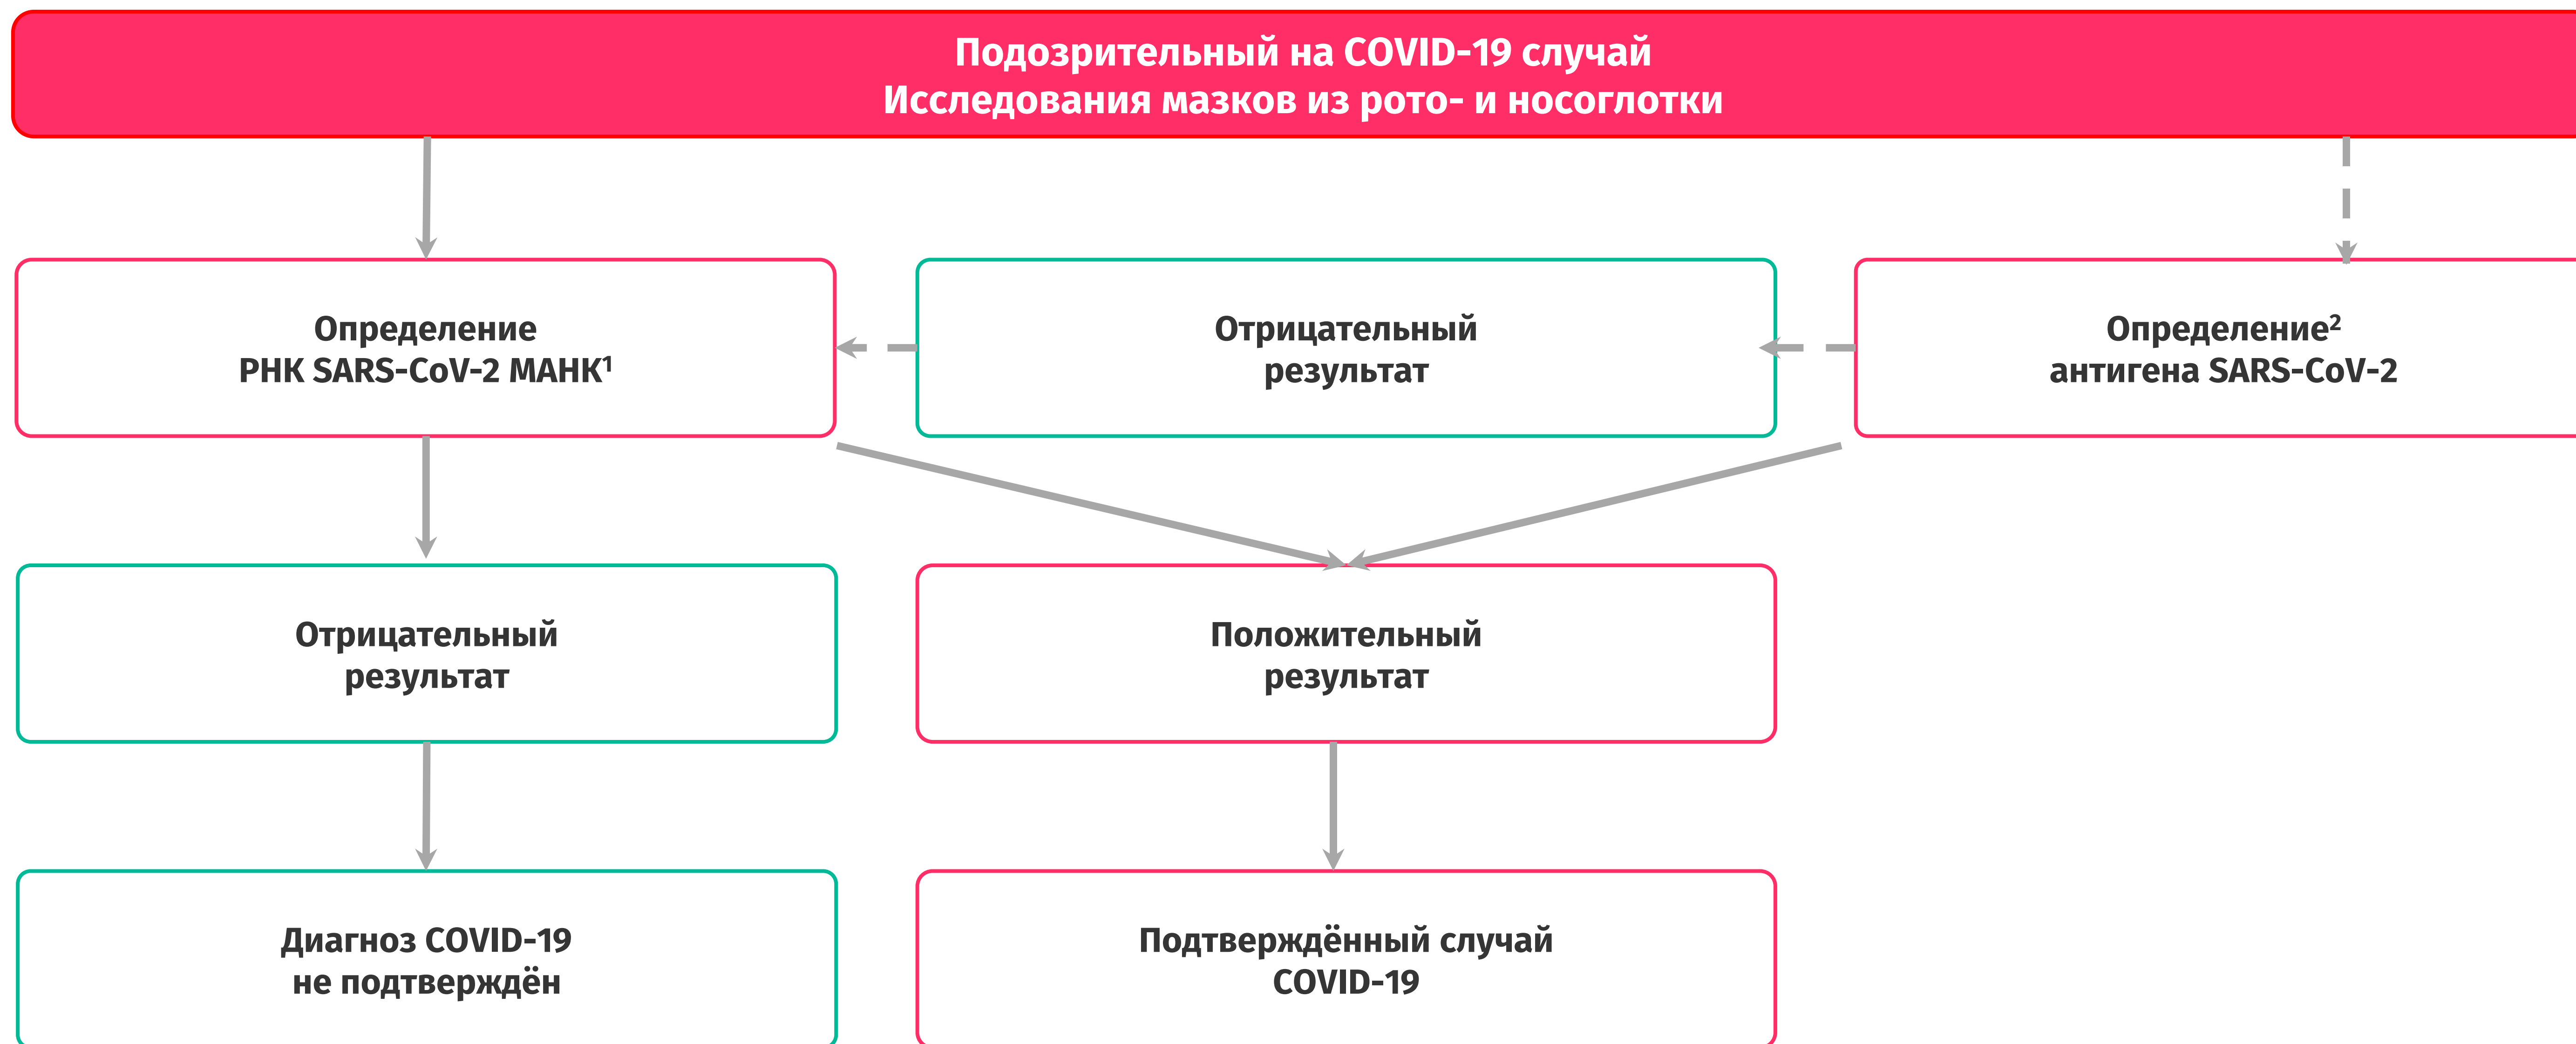 Подозрительный на COVID-19 случай
Исследования мазков из рото- и носоглотки
Определение
РНК SARS-CoV-2 МАНК¹
Отрицательный
результат
Определение²
антигена SARS-CoV-2
Отрицательный
результат
Положительный
результат
Диагноз COVID-19
не подтверждён
Подтверждённый случай
COVID-19